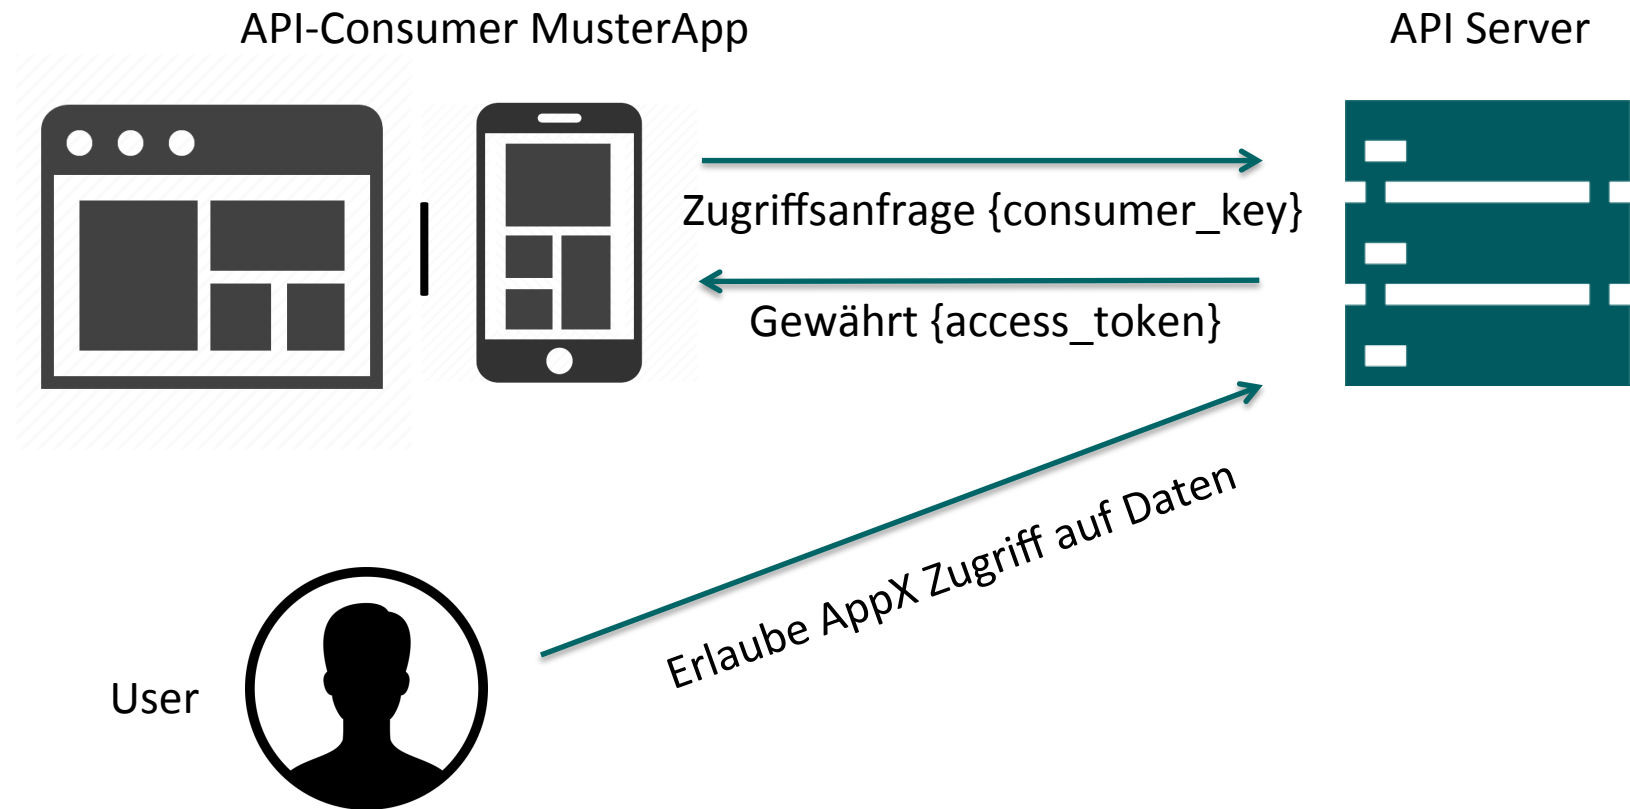 API-Consumer MusterApp
API Server
Zugriffsanfrage {consumer_key}
Gewährt {access_token}
Erlaube AppX Zugriff auf Daten
User